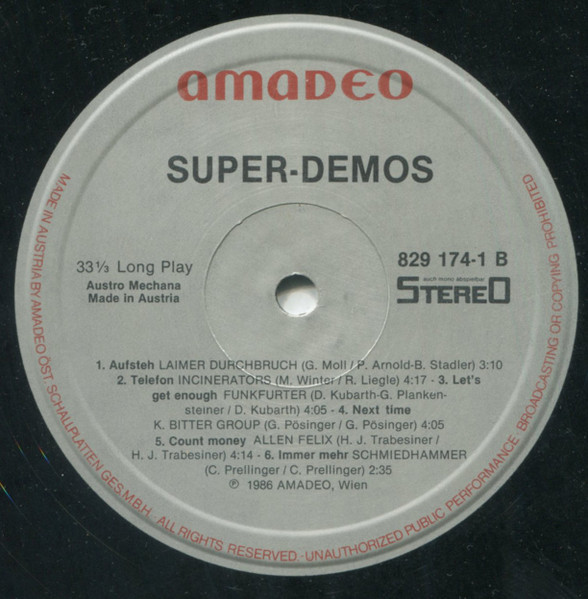 amaDEO
SUPER-DEMOS
33⅓ Long Play
Austro Mechana
Made in Austria
829 174-1 B
auch mono abspielbar
STEREO
1. Aufsteh LAIMER DURCHBRUCH (G. Moll / P. Arnold-B. Stadler) 3:10
2. Telefon INCINERATORS (M. Winter / R. Liegle) 4:17 - 3. Let's
get enough FUNKFURTER (D. Kubarth-G. Planken-
steiner / D. Kubarth) 4:05 - 4. Next time
K. BITTER GROUP (G. Pösinger / G. Pösinger) 4:05
5. Count money ALLEN FELIX (H. J. Trabesiner /
H. J. Trabesiner) 4:14 - 6. Immer mehr SCHMIEDHAMMER
(C. Prellinger / C. Prellinger) 2:35
℗ 1986 AMADEO, Wien
MADE IN AUSTRIA BY AMADEO ÖST. SCHALLPLATTEN GES.M.B.H. · ALL RIGHTS RESERVED · UNAUTHORIZED PUBLIC PERFORMANCE BROADCASTING OR COPYING PROHIBITED